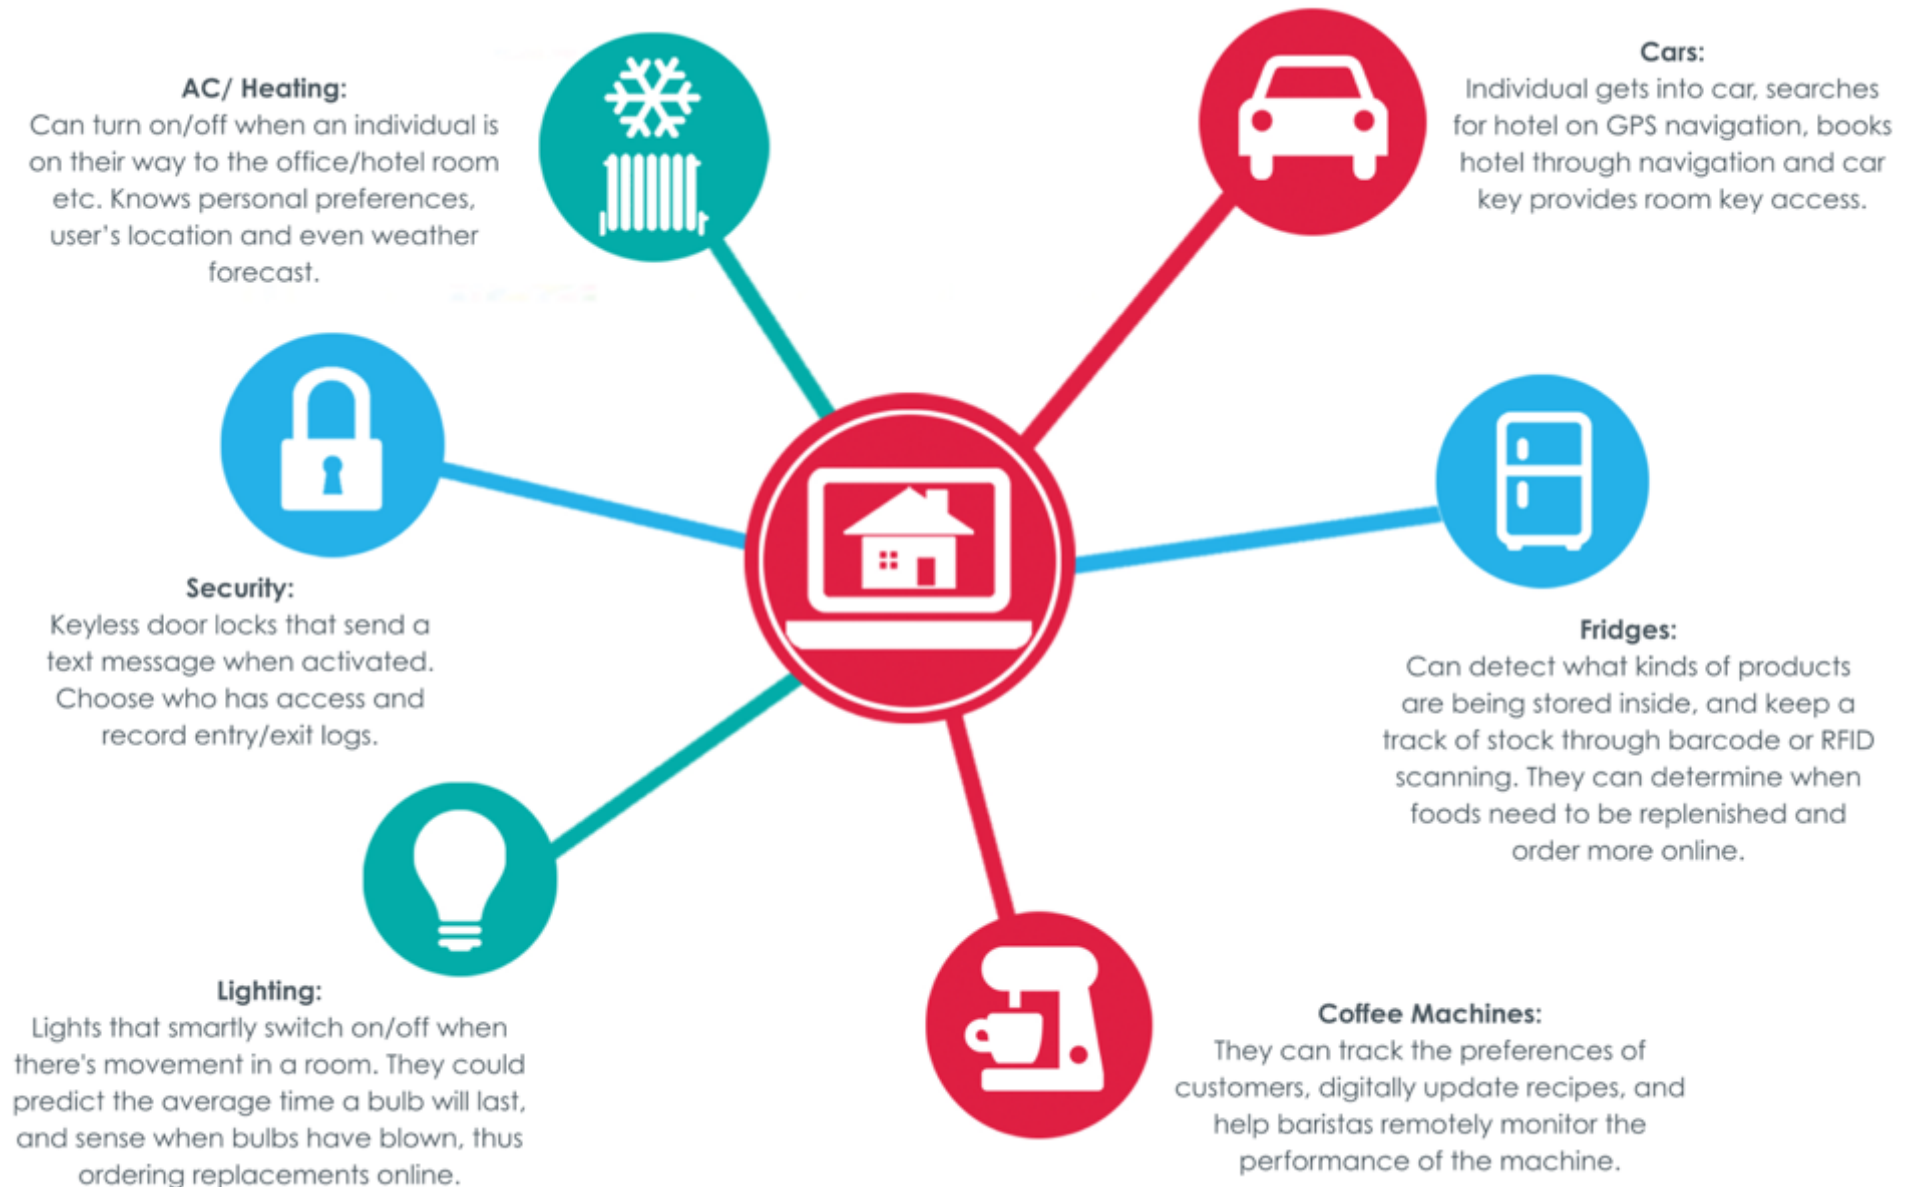 AC/ Heating:
Can turn on/off when an individual is
on their way to the office/hotel room
etc. Knows personal preferences,
user's location and even weather
forecast.
Cars:
Individual gets into car, searches
for hotel on GPS navigation, books
hotel through navigation and car
key provides room key access.
Security:
Keyless door locks that send a
text message when activated.
Choose who has access and
record entry/exit logs.
Fridges:
Can detect what kinds of products
are being stored inside, and keep a
track of stock through barcode or RFID
scanning. They can determine when
foods need to be replenished and
order more online.
Lighting:
Lights that smartly switch on/off when
there's movement in a room. They could
predict the average time a bulb will last,
and sense when bulbs have blown, thus
ordering replacements online.
Coffee Machines:
They can track the preferences of
customers, digitally update recipes, and
help baristas remotely monitor the
performance of the machine.